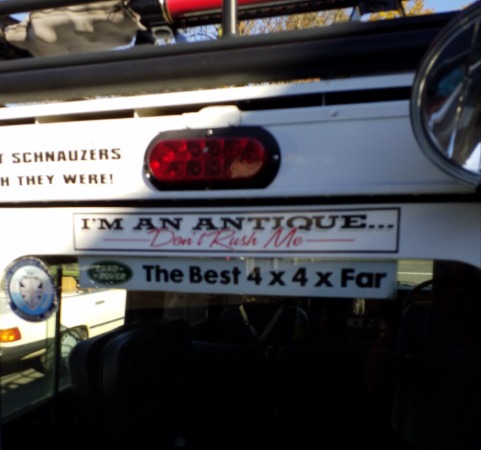 T SCHNAUZERS
H THEY WERE!
I'M AN ANTIQUE...
Don't Rush Me
LAND ROVER The Best 4 x 4 x Far